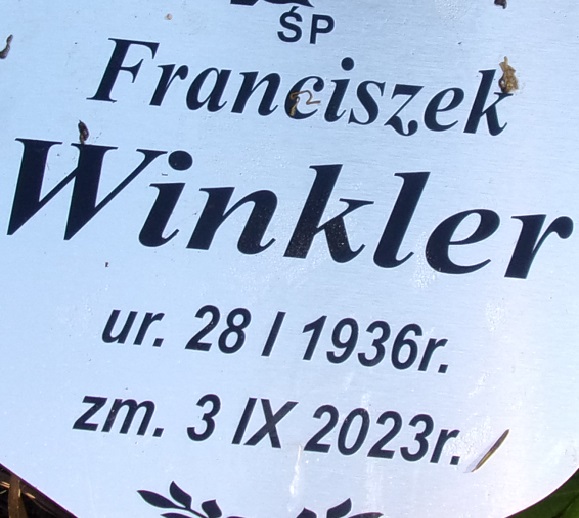 ŚP
Franciszek
Winkler
ur. 28 I 1936r.
zm. 3 IX 2023r.